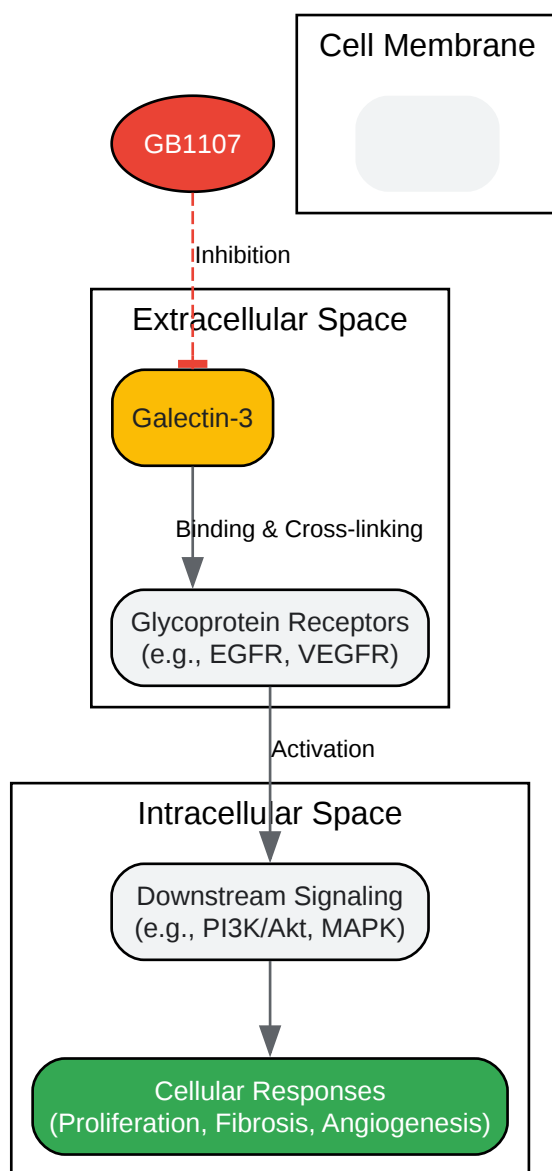 Cell Membrane
GB1107
Inhibition
Extracellular Space
Galectin-3
Binding & Cross-linking
Glycoprotein Receptors
(e.g., EGFR, VEGFR)
Activation
Intracellular Space
Downstream Signaling
(e.g., PI3K/Akt, MAPK)
Cellular Responses
(Proliferation, Fibrosis, Angiogenesis)